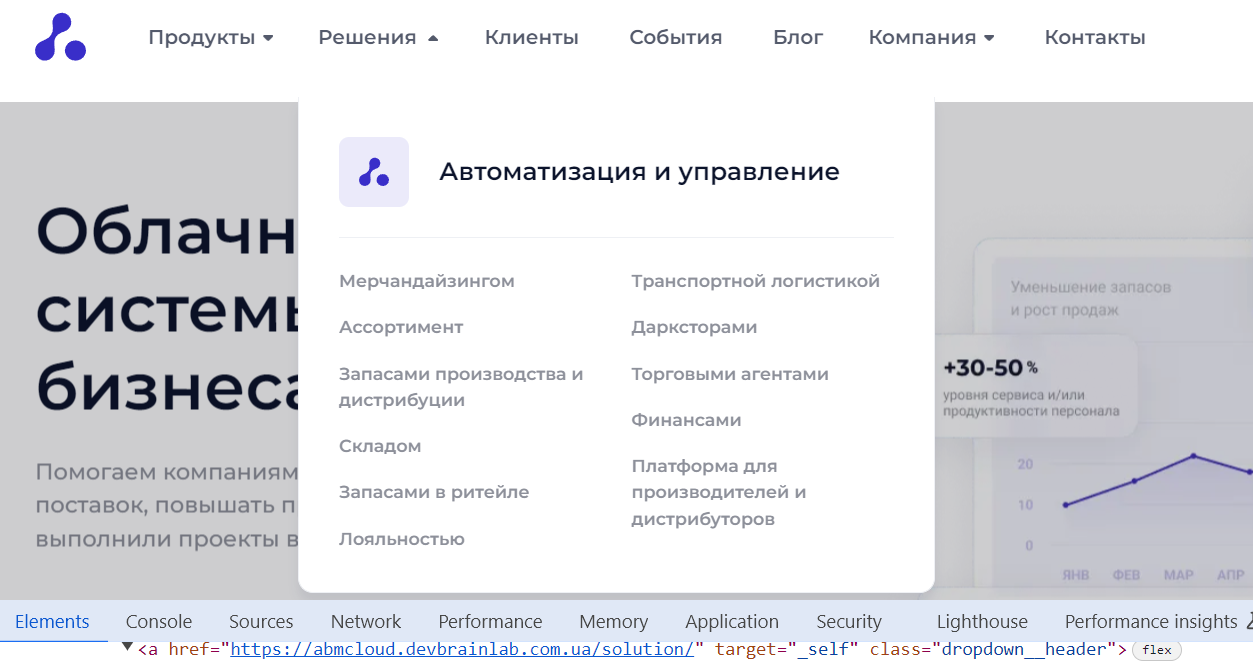 Продукты Решения Клиенты События Блог Компания Контакты
Автоматизация и управление
Облачн
системы
бизнеса
Помогаем компаниям
поставок, повышать п
выполнили проекты в
Мерчандайзингом
Ассортимент
Запасами производства и
дистрибуции
Складом
Запасами в ритейле
Лояльностью
Транспортной логистикой
Дарксторами
Торговыми агентами
Финансами
Платформа для
производителей и
дистрибуторов
Уменьшение запасов
и рост продаж
+30-50 %
уровня сервиса и/или
продуктивности персонала
20
10
0
ЯНВ ФЕВ МАР АПР
Elements Console Sources Network Performance Memory Application Security Lighthouse Performance insights
<a href="https://abmcloud.devbrainlab.com.ua/solution/" target="_self" class="dropdown__header"> flex